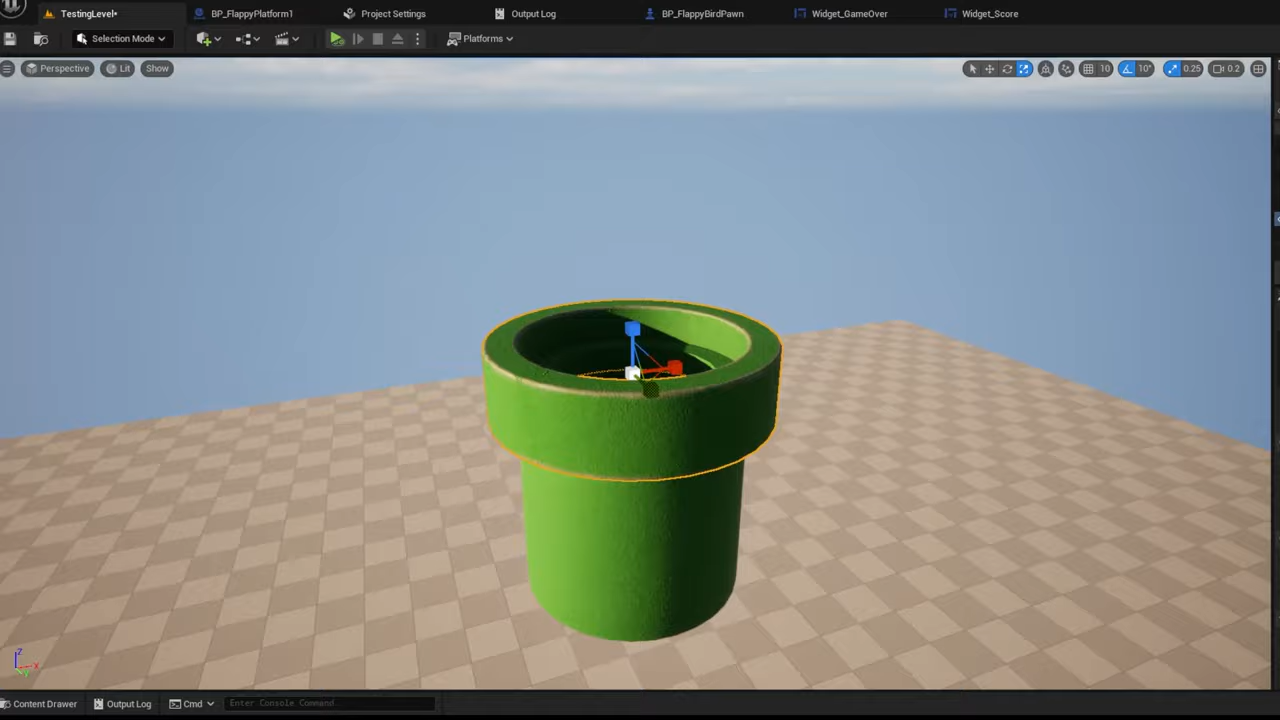 TestingLevel* BP_FlappyPlatform1 Project Settings Output Log BP_FlappyBirdPawn Widget_GameOver Widget_Score
Selection Mode Platforms
Perspective Lit Show 10 10° 0.25 0.2
Z
X
Y
Content Drawer Output Log Cmd Enter Console Command